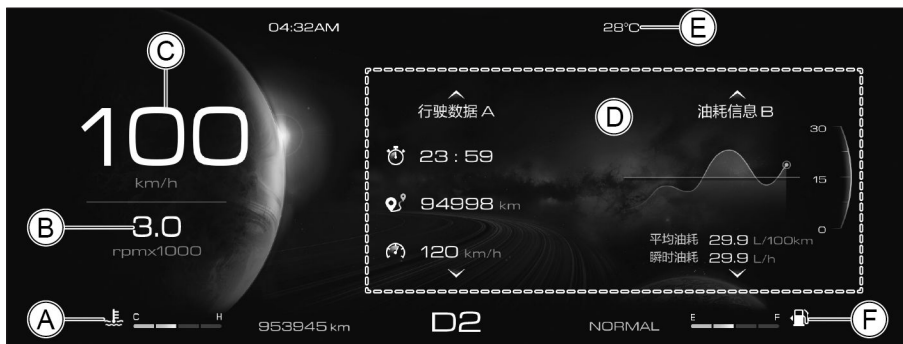 04:32AM
28°C
E
C
行驶数据 A
D
油耗信息 B
100
km/h
30
15
0
23 : 59
94998 km
120 km/h
B
3.0
rpmx1000
平均油耗 29.9 L/100km
瞬时油耗 29.9 L/h
A
C H
953945 km
D2
NORMAL
E F
F